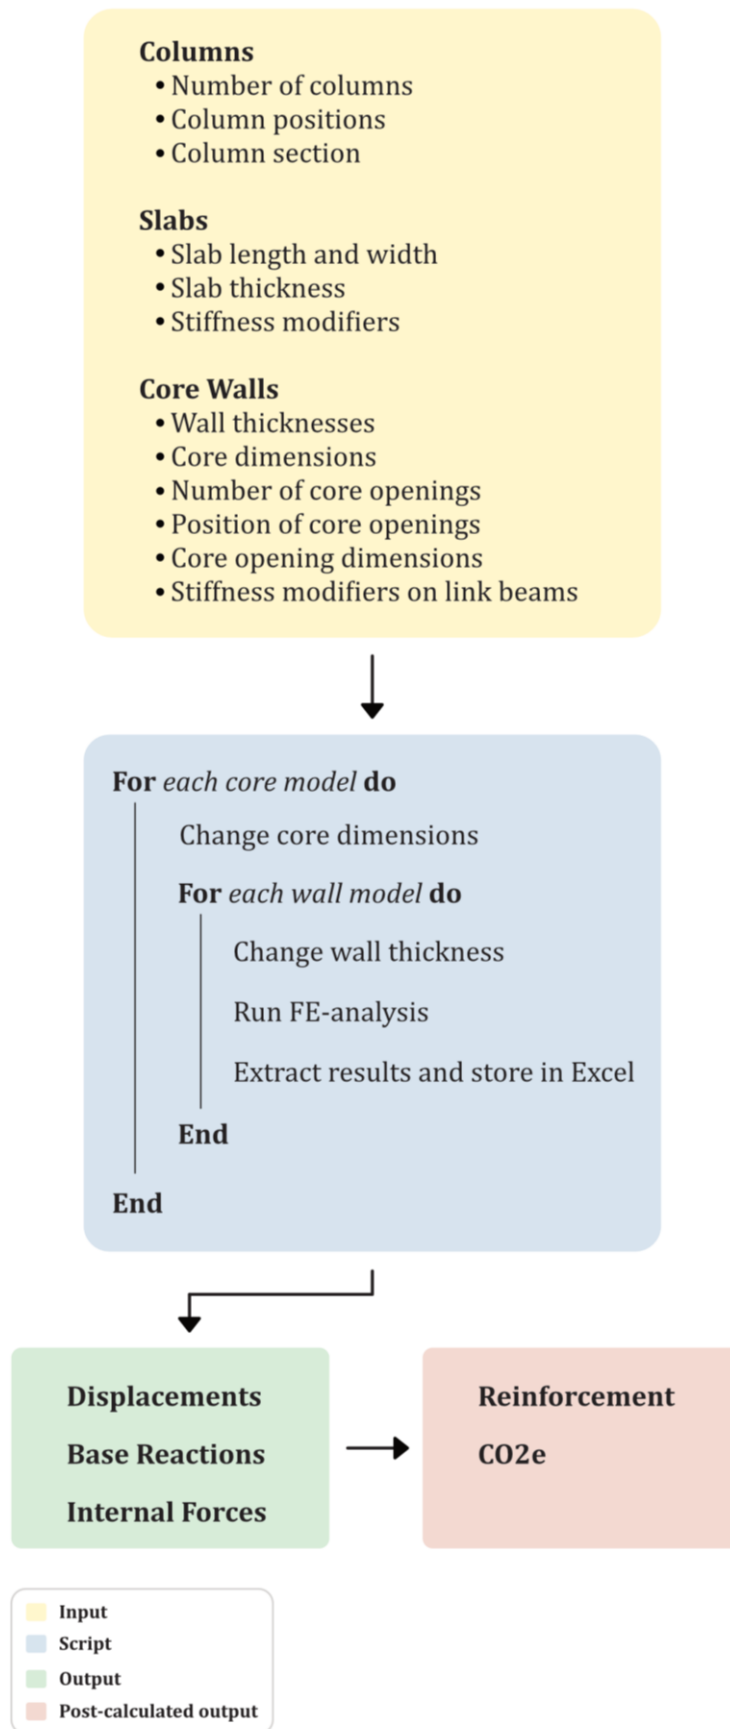 Columns
• Number of columns
• Column positions
• Column section
Slabs
• Slab length and width
• Slab thickness
• Stiffness modifiers
Core Walls
• Wall thicknesses
• Core dimensions
• Number of core openings
• Position of core openings
• Core opening dimensions
• Stiffness modifiers on link beams
For each core model do
Change core dimensions
For each wall model do
Change wall thickness
Run FE-analysis
Extract results and store in Excel
End
End
Displacements
Base Reactions
Internal Forces
Reinforcement
CO2e
Input
Script
Output
Post-calculated output